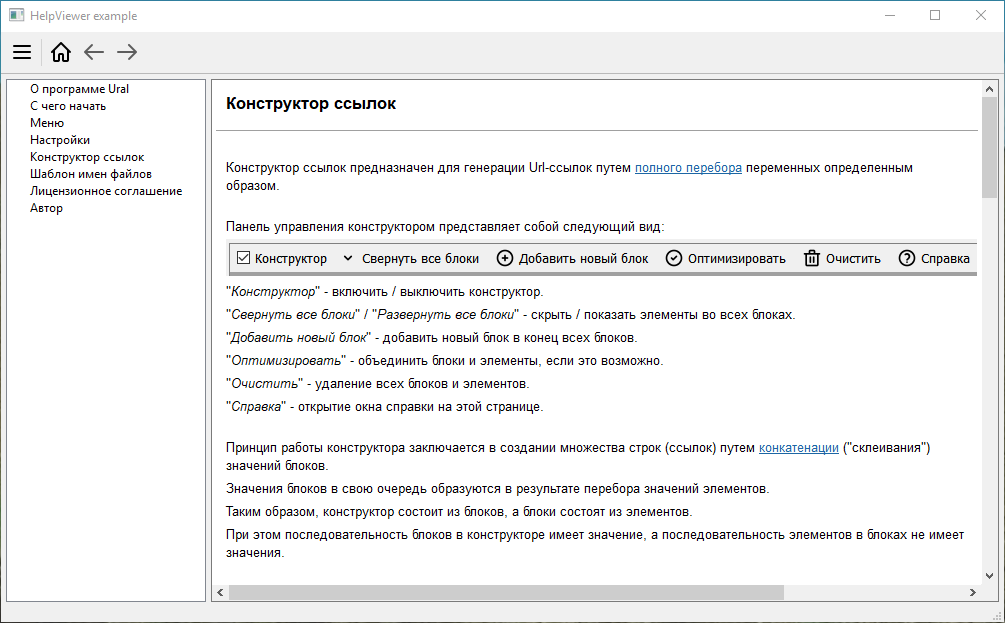 HelpViewer example
О программе Ural
С чего начать
Меню
Настройки
Конструктор ссылок
Шаблон имен файлов
Лицензионное соглашение
Автор
Конструктор ссылок
Конструктор ссылок предназначен для генерации Url-ссылок путем полного перебора переменных определенным
образом.
Панель управления конструктором представляет собой следующий вид:
Конструктор Свернуть все блоки Добавить новый блок Оптимизировать Очистить Справка
"Конструктор" - включить / выключить конструктор.
"Свернуть все блоки" / "Развернуть все блоки" - скрыть / показать элементы во всех блоках.
"Добавить новый блок" - добавить новый блок в конец всех блоков.
"Оптимизировать" - объединить блоки и элементы, если это возможно.
"Очистить" - удаление всех блоков и элементов.
"Справка" - открытие окна справки на этой странице.
Принцип работы конструктора заключается в создании множества строк (ссылок) путем конкатенации ("склеивания")
значений блоков.
Значения блоков в свою очередь образуются в результате перебора значений элементов.
Таким образом, конструктор состоит из блоков, а блоки состоят из элементов.
При этом последовательность блоков в конструкторе имеет значение, а последовательность элементов в блоках не имеет
значения.